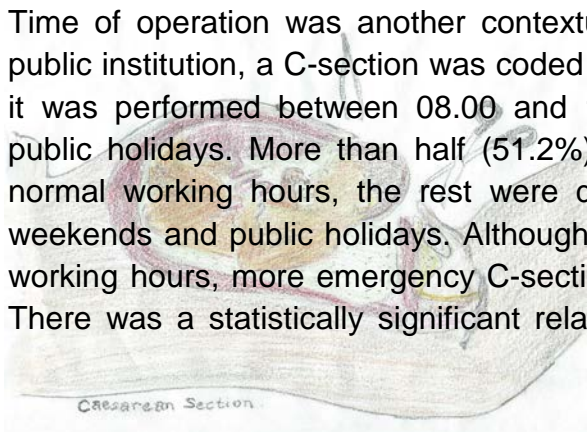 Time of operation was another contextu
public institution, a C-section was coded
it was performed between 08.00 and
public holidays. More than half (51.2%)
normal working hours, the rest were o
weekends and public holidays. Although
working hours, more emergency C-secti
There was a statistically significant rela
Caesarean Section